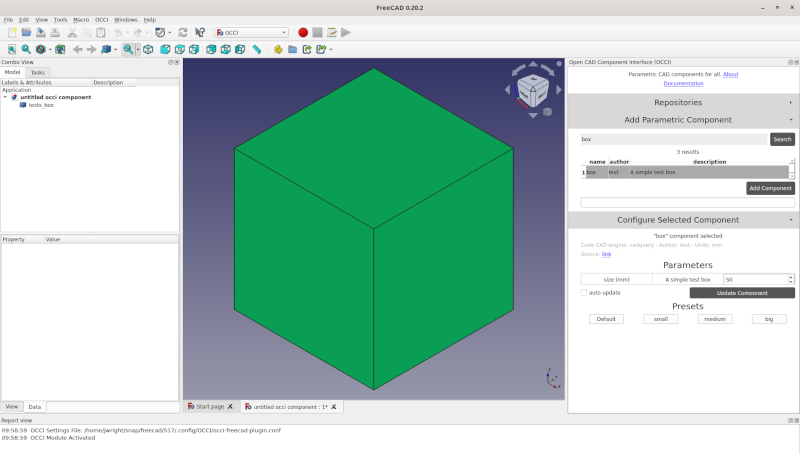 FreeCAD 0.20.2
File Edit View Tools Macro OCCI Windows Help
OCCI
Combo View
Model Tasks
Labels & Attributes Description
Application
untitled occi component
tests_box
Property Value
View Data
Start page untitled occi component : 1*
Open CAD Component Interface (OCCI)
Parametric CAD components for all. About
Documentation
Repositories
Add Parametric Component
box Search
3 results
name author description
1 box test A simple test box
Add Component
Configure Selected Component
"box" component selected
Code CAD engine: cadquery - Author: test - Units: mm
Source: link
Parameters
size (mm) A simple test box 50
auto update Update Component
Presets
Default small medium big
Report view
09:58:59 OCCI Settings File: /home/jwright/snap/freecad/517/.config/OCCI/occi-freecad-plugin.conf
09:58:59 OCCI Module Activated